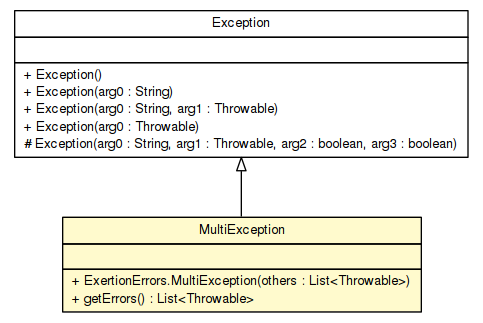 Exception
+ Exception()
+ Exception(arg0 : String)
+ Exception(arg0 : String, arg1 : Throwable)
+ Exception(arg0 : Throwable)
# Exception(arg0 : String, arg1 : Throwable, arg2 : boolean, arg3 : boolean)
MultiException
+ ExertionErrors.MultiException(others : List<Throwable>)
+ getErrors() : List<Throwable>